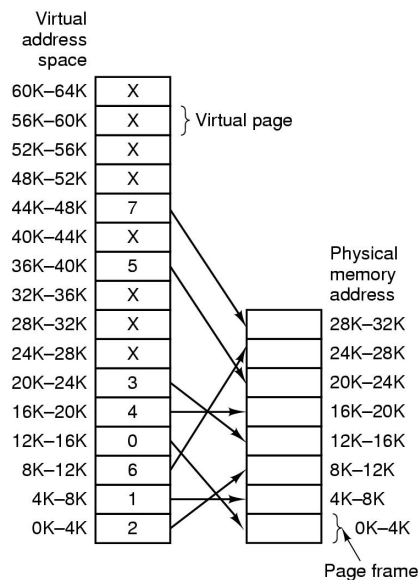 Virtual
address
space
60K–64K X
56K–60K X Virtual page
52K–56K X
48K–52K X
44K–48K 7
40K–44K X
36K–40K 5
32K–36K X
28K–32K X
24K–28K X
20K–24K 3
16K–20K 4
12K–16K 0
8K–12K 6
4K–8K 1
0K–4K 2
Physical
memory
address
28K–32K
24K–28K
20K–24K
16K–20K
12K–16K
8K–12K
4K–8K
0K–4K
Page frame